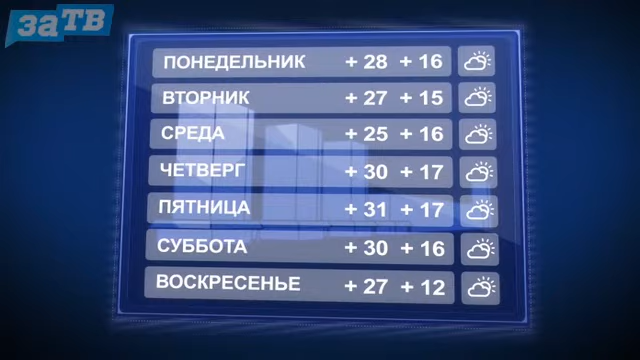 заТВ
ПОНЕДЕЛЬНИК + 28 + 16
ВТОРНИК + 27 + 15
СРЕДА + 25 + 16
ЧЕТВЕРГ + 30 + 17
ПЯТНИЦА + 31 + 17
СУББОТА + 30 + 16
ВОСКРЕСЕНЬЕ + 27 + 12